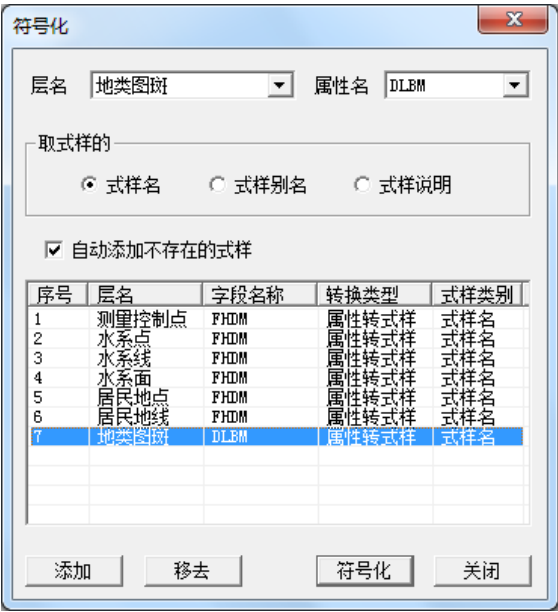 符号化
层名 地类图斑 属性名 DLBM
取式样的
式样名 式样别名 式样说明
自动添加不存在的式样
序号 层名 字段名称 转换类型 式样类别
1 测量控制点 FHDM 属性转式样 式样名
2 水系点 FHDM 属性转式样 式样名
3 水系线 FHDM 属性转式样 式样名
4 水系面 FHDM 属性转式样 式样名
5 居民地点 FHDM 属性转式样 式样名
6 居民地线 FHDM 属性转式样 式样名
7 地类图斑 DLBM 属性转式样 式样名
添加 移去 符号化 关闭